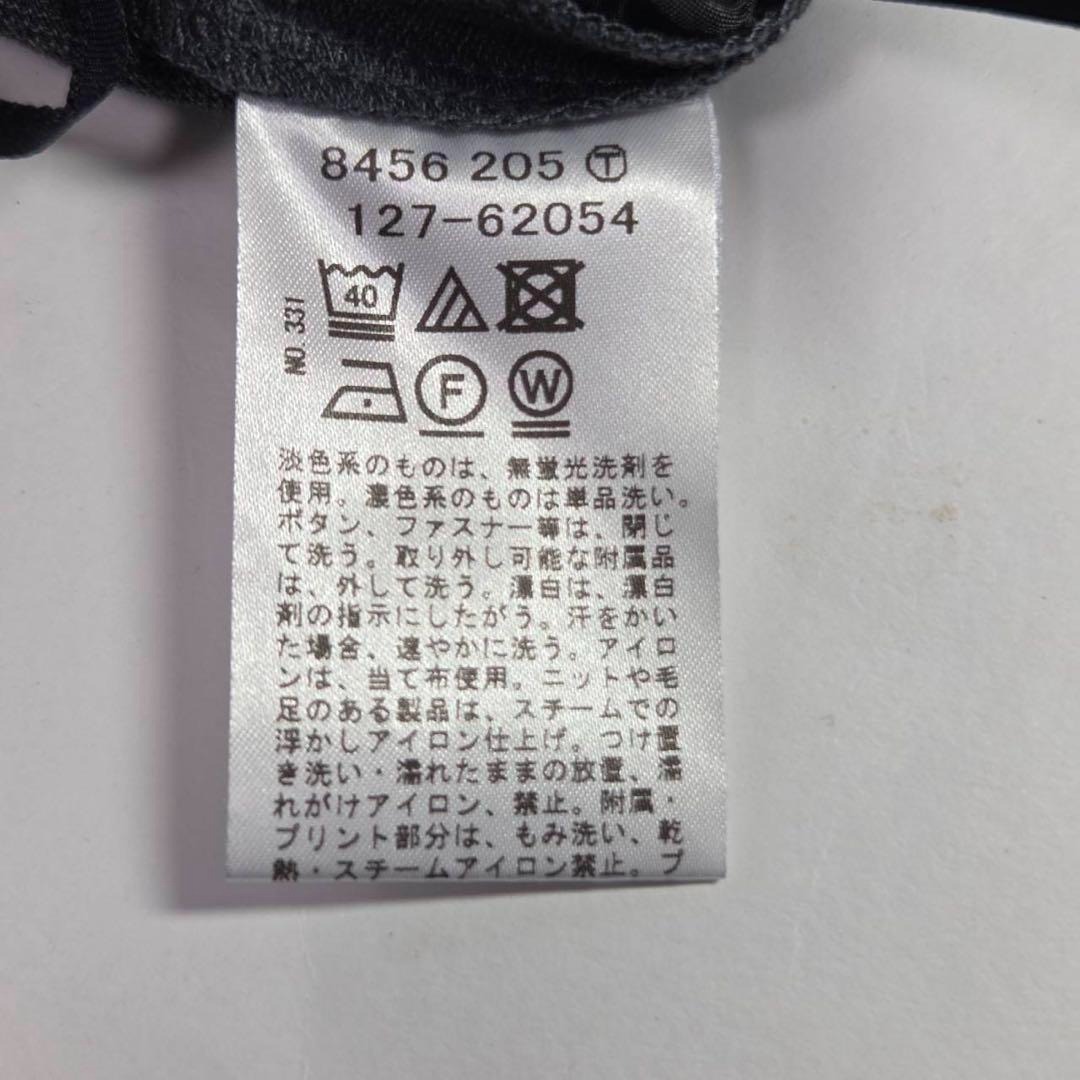 8456 205 Ⓣ
127-62054
NO.331
40
F
W
淡色系のものは、無蛍光洗剤を
使用。濃色系のものは単品洗い。
ボタン、ファスナー等は、閉じ
て洗う。取り外し可能な附属品
は、外して洗う。漂白は、漂白
剤の指示にしたがう。汗をかい
た場合、速やかに洗う。アイロ
ンは、当て布使用。ニットや毛
足のある製品は、スチームでの
浮かしアイロン仕上げ。つけ置
き洗い・濡れたままの放置、濡
れがけアイロン、禁止。附属・
プリント部分は、もみ洗い、乾
熱・スチームアイロン禁止。プ